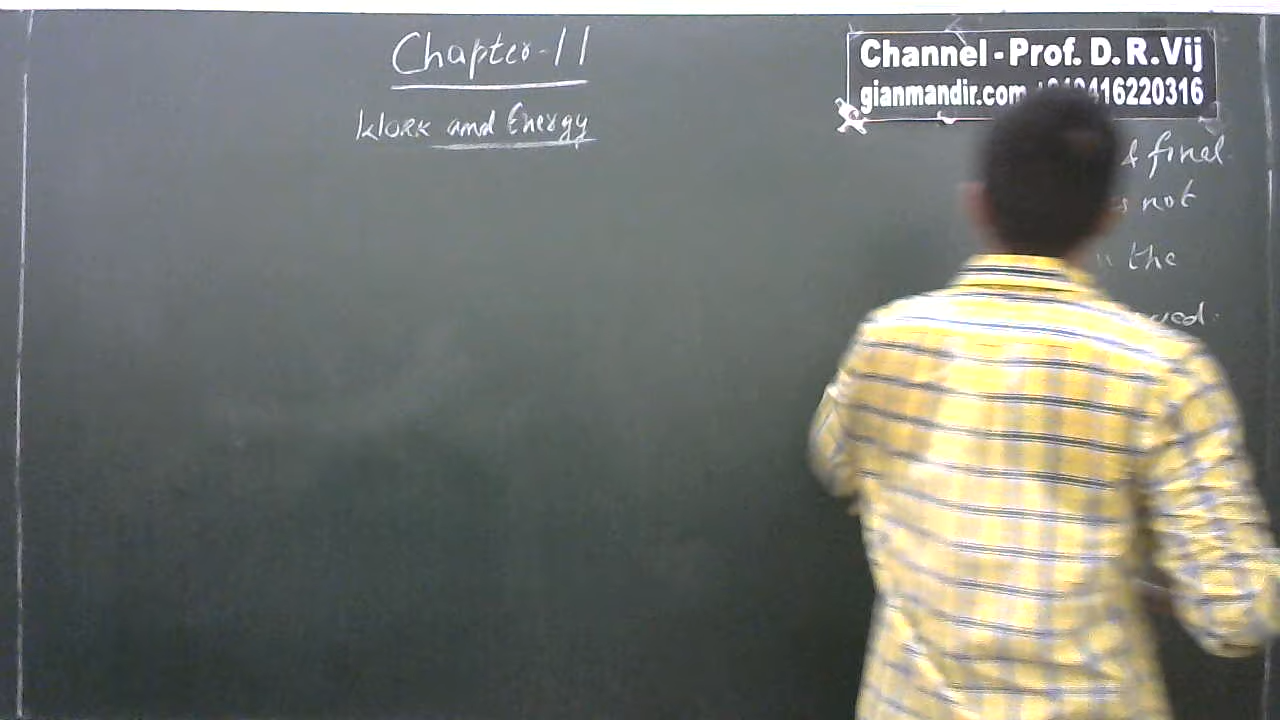 Chapter-11
Work and Energy
Channel - Prof. D. R. Vij
gianmandir.com
& final
not
the